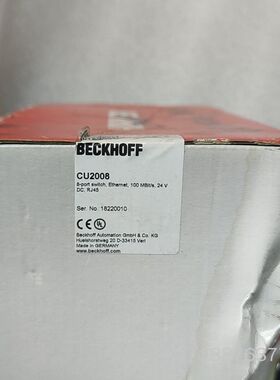 BECKHOFF
CU2008
8-port switch, Ethernet, 100 MBit/s, 24 V
DC, RJ45
Ser. No. 18220010
CE
Beckhoff Automation GmbH & Co. KG
Huelshorstweg 20 D-33415 Verl
Made in GERMANY
www.beckhoff.com